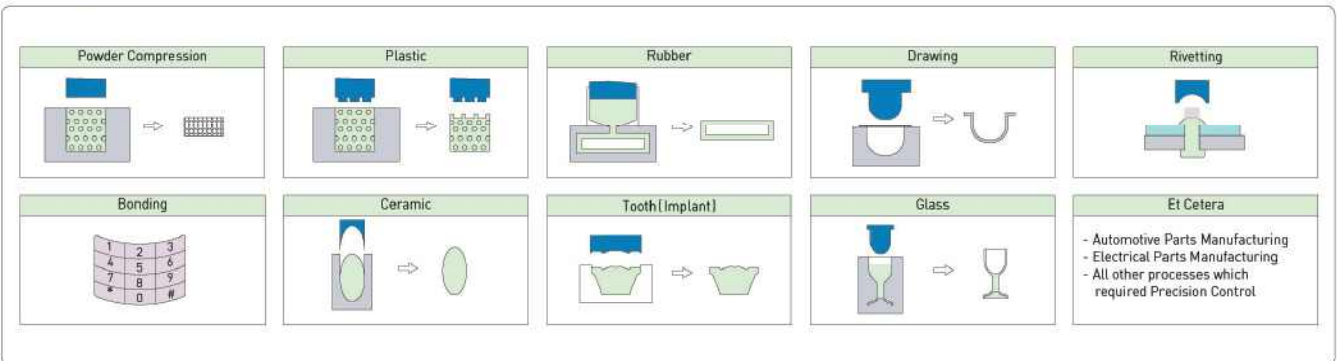 Powder Compression
Plastic
Rubber
Drawing
Rivetting
Bonding
1 2 3
4 5 6
7 8 9
* 0 #
Ceramic
Tooth(Implant)
Glass
Et Cetera
- Automotive Parts Manufacturing
- Electrical Parts Manufacturing
- All other processes which
required Precision Control